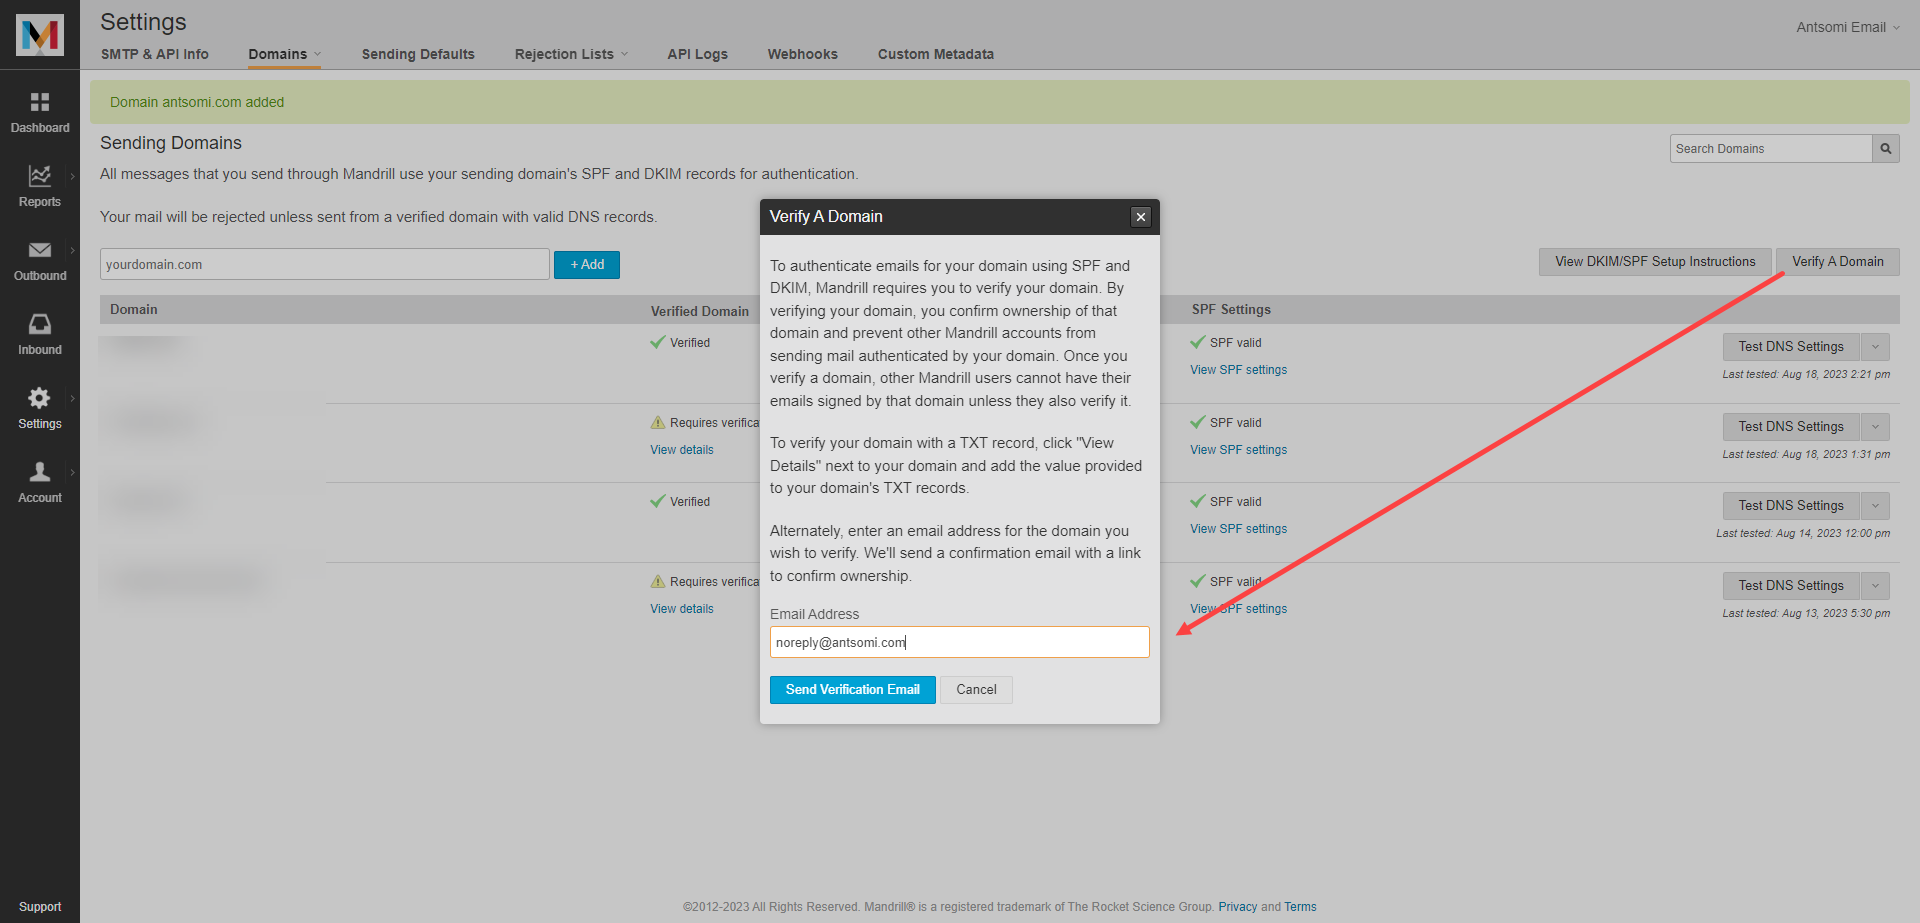 Settings
Antsomi Email
SMTP & API Info
Domains
Sending Defaults
Rejection Lists
API Logs
Webhooks
Custom Metadata
Dashboard
Reports
Outbound
Inbound
Settings
Account
Support
Domain antsomi.com added
Sending Domains
Search Domains
All messages that you send through Mandrill use your sending domain's SPF and DKIM records for authentication.
Your mail will be rejected unless sent from a verified domain with valid DNS records.
yourdomain.com
+ Add
View DKIM/SPF Setup Instructions
Verify A Domain
Domain
Verified Domain
SPF Settings
Verified
SPF valid
View SPF settings
Test DNS Settings
Last tested: Aug 18, 2023 2:21 pm
Requires verifica
View details
SPF valid
View SPF settings
Test DNS Settings
Last tested: Aug 18, 2023 1:31 pm
Verified
SPF valid
View SPF settings
Test DNS Settings
Last tested: Aug 14, 2023 12:00 pm
Requires verifica
View details
SPF valid
View SPF settings
Test DNS Settings
Last tested: Aug 13, 2023 5:30 pm
Verify A Domain
To authenticate emails for your domain using SPF and
DKIM, Mandrill requires you to verify your domain. By
verifying your domain, you confirm ownership of that
domain and prevent other Mandrill accounts from
sending mail authenticated by your domain. Once you
verify a domain, other Mandrill users cannot have their
emails signed by that domain unless they also verify it.
To verify your domain with a TXT record, click "View
Details" next to your domain and add the value provided
to your domain's TXT records.
Alternately, enter an email address for the domain you
wish to verify. We'll send a confirmation email with a link
to confirm ownership.
Email Address
noreply@antsomi.com
Send Verification Email
Cancel
©2012-2023 All Rights Reserved. Mandrill® is a registered trademark of The Rocket Science Group. Privacy and Terms